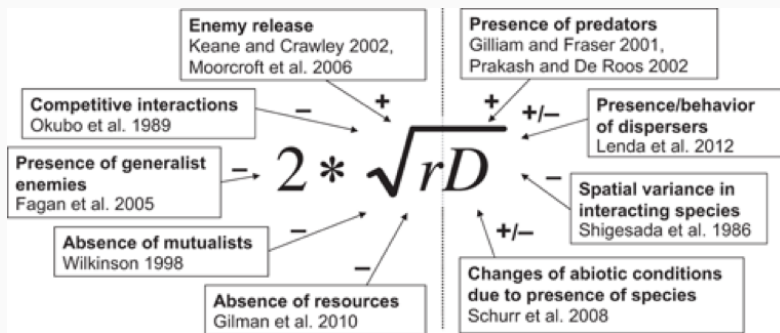 Enemy release
Keane and Crawley 2002,
Moorcroft et al. 2006
Presence of predators
Gilliam and Fraser 2001,
Prakash and De Roos 2002
Competitive interactions
Okubo et al. 1989
−
+
+
+/−
Presence/behavior
of dispersers
Lenda et al. 2012
Presence of generalist
enemies
Fagan et al. 2005
−
2 * √rD
−
Spatial variance in
interacting species
Shigesada et al. 1986
Absence of mutualists
Wilkinson 1998
−
+/−
Absence of resources
Gilman et al. 2010
−
Changes of abiotic conditions
due to presence of species
Schurr et al. 2008